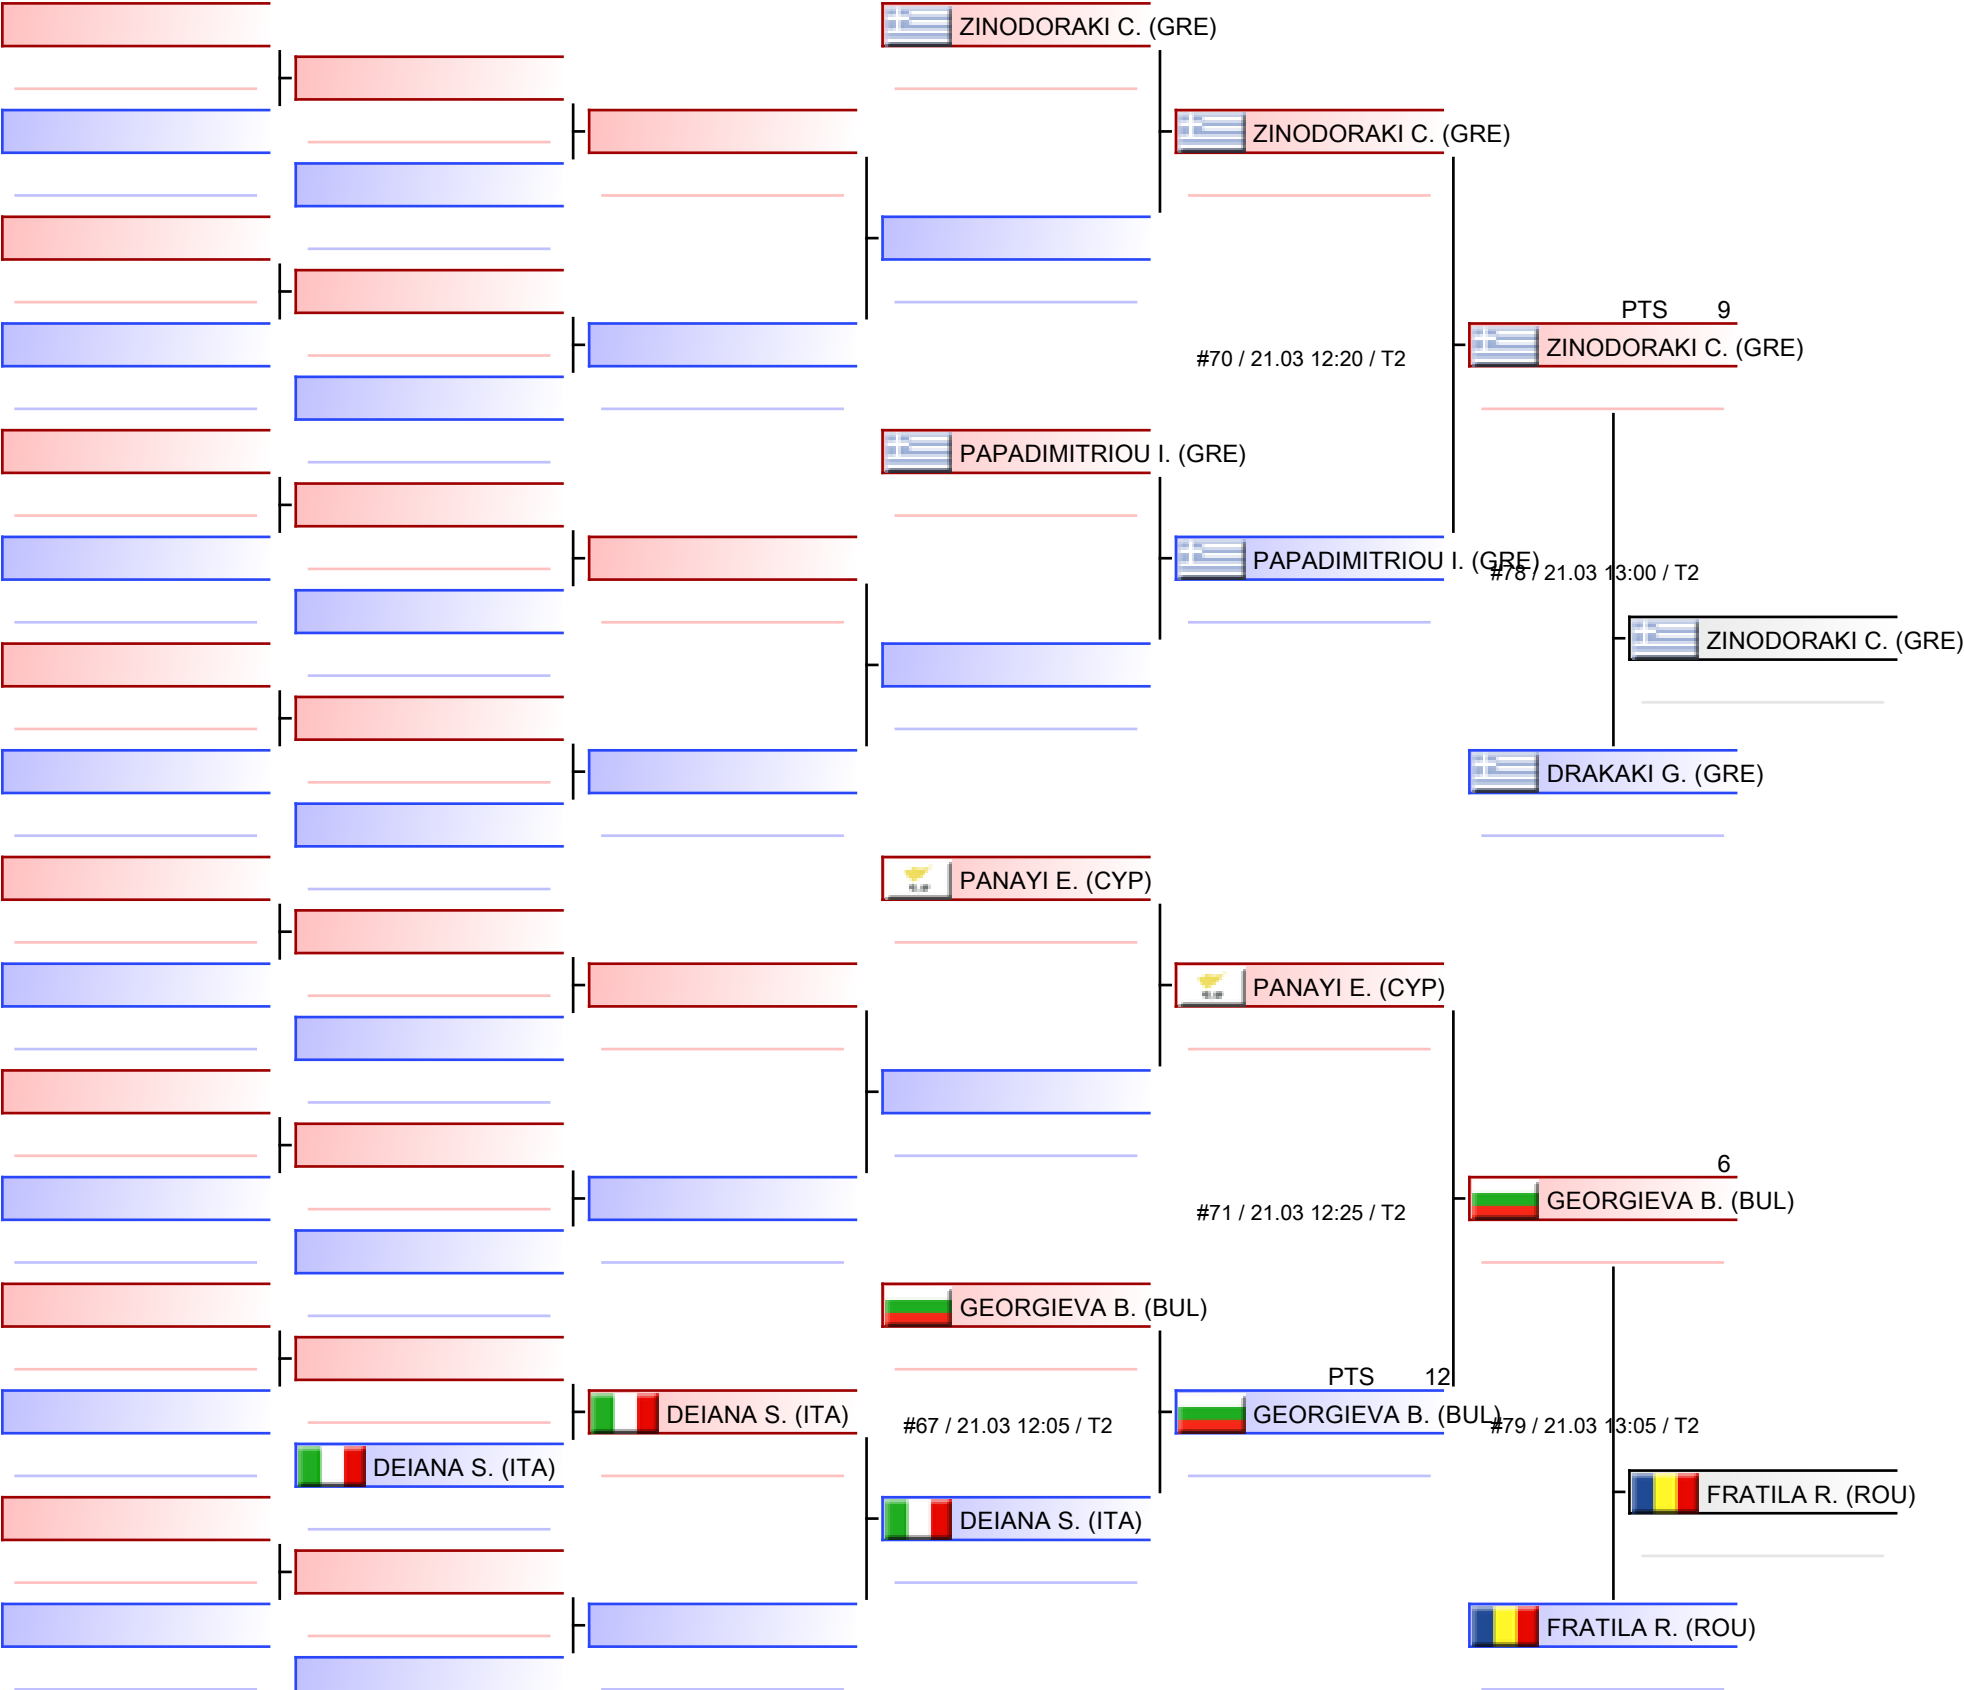 ZINODORAKI C. (GRE)
ZINODORAKI C. (GRE)
PTS 9
ZINODORAKI C. (GRE)
#70 / 21.03 12:20 / T2
PAPADIMITRIOU I. (GRE)
PAPADIMITRIOU I. (GRE)
#78 / 21.03 13:00 / T2
ZINODORAKI C. (GRE)
DRAKAKI G. (GRE)
PANAYI E. (CYP)
PANAYI E. (CYP)
6
GEORGIEVA B. (BUL)
#71 / 21.03 12:25 / T2
GEORGIEVA B. (BUL)
PTS 12
DEIANA S. (ITA)
#67 / 21.03 12:05 / T2
GEORGIEVA B. (BUL)
#79 / 21.03 13:05 / T2
DEIANA S. (ITA)
FRATILA R. (ROU)
DEIANA S. (ITA)
FRATILA R. (ROU)